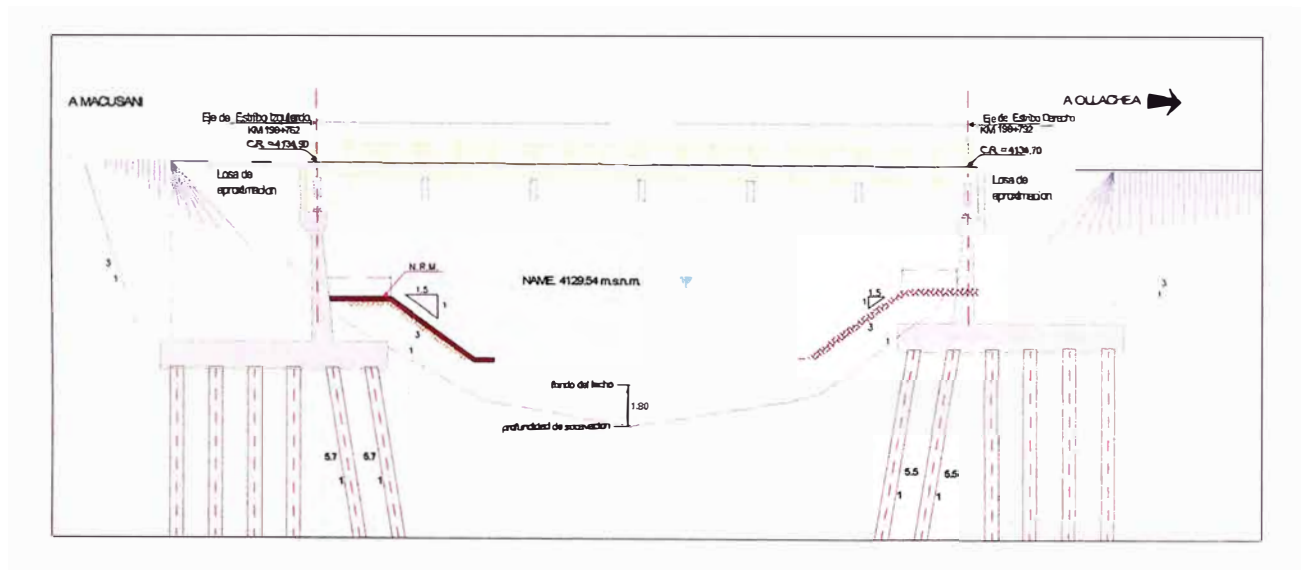 A MACUSANI
A OLLACHEA
Eje de Estribo Izquierdo
KM 198+762
C.R. =4134,90
Eje de Estribo Derecho
KM 198+792
C.R. = 4134,70
Losa de
aproximacion
Losa de
aproximacion
3
1
N.R.M.
1.5
1
3
1
NAME. 4129.54 m.s.n.m.
1.5
1
3
1
3
1
fondo del lecho
1.80
profundidad de socavacion
5.7
1
5.7
1
5.5
1
5.5
1